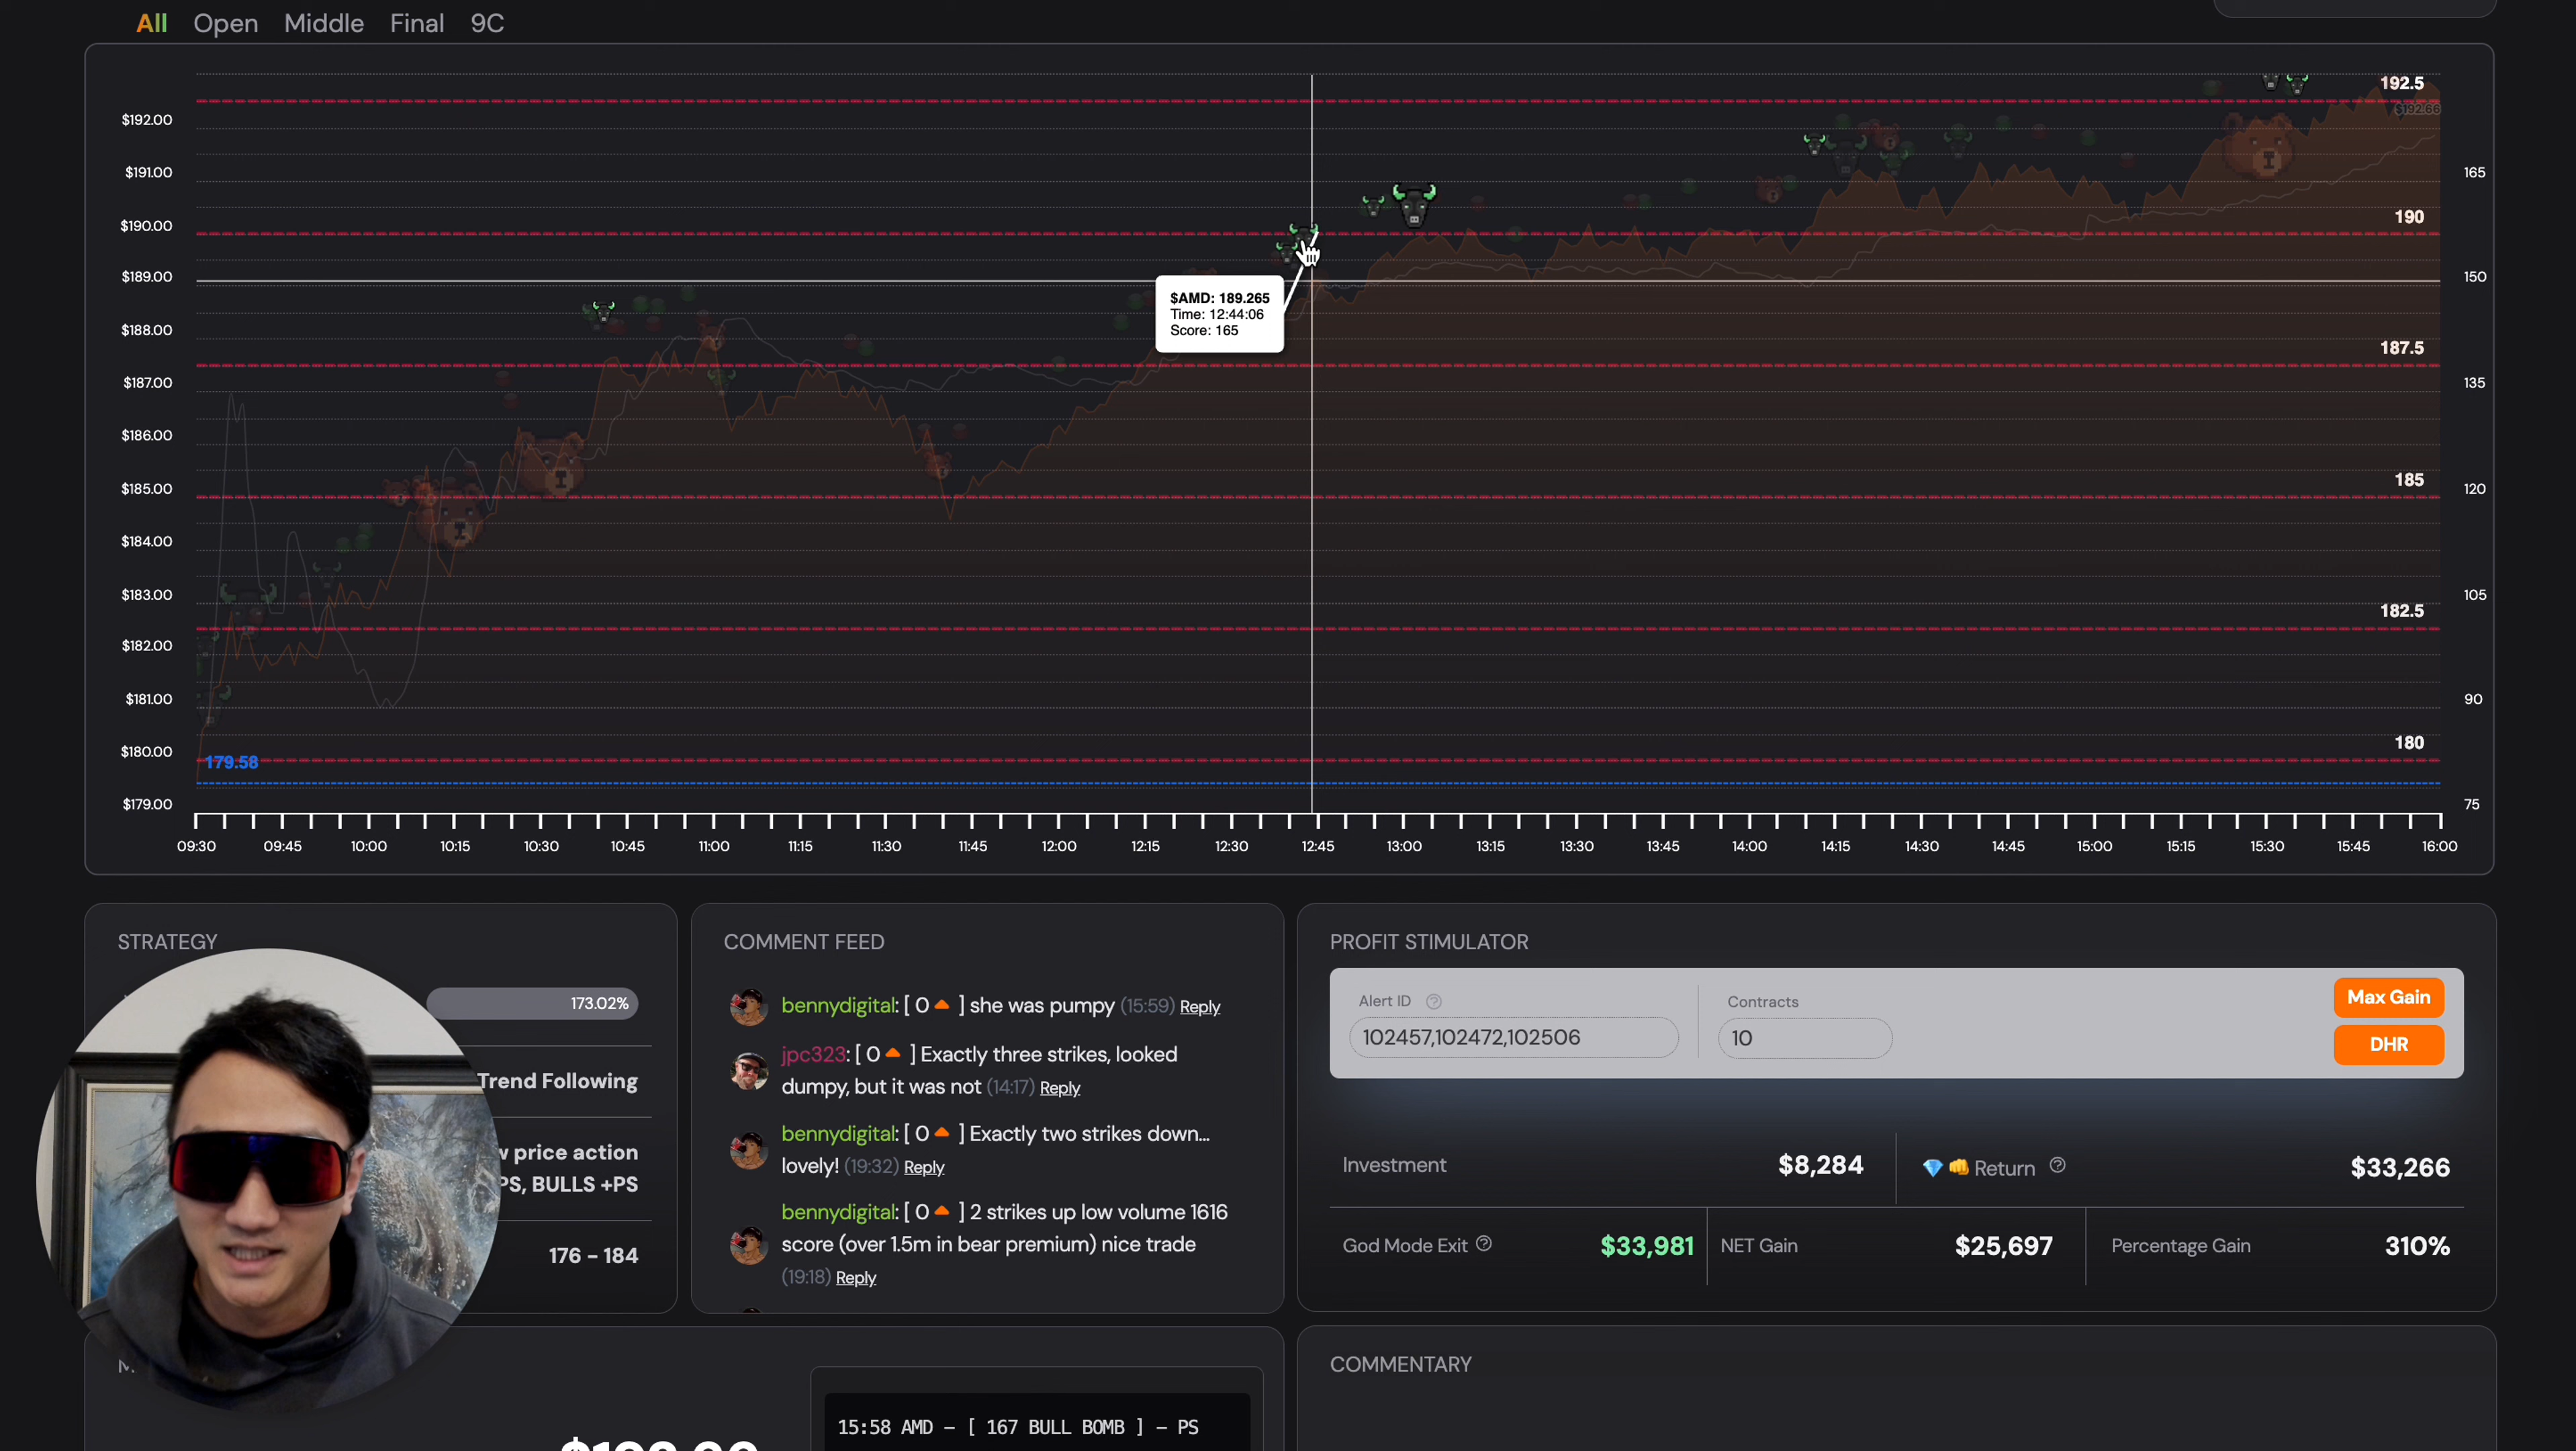 All Open Middle Final 9C
192.5
$192.66
$192.00
$191.00
165
190
$190.00
$189.00
150
$AMD: 189.265
Time: 12:44:06
Score: 165
$188.00
187.5
$187.00
135
$186.00
185
$185.00
120
$184.00
$183.00
105
182.5
$182.00
$181.00
90
180
$180.00
179.58
$179.00
75
09:30 09:45 10:00 10:15 10:30 10:45 11:00 11:15 11:30 11:45 12:00 12:15 12:30 12:45 13:00 13:15 13:30 13:45 14:00 14:15 14:30 14:45 15:00 15:15 15:30 15:45 16:00
STRATEGY
173.02%
Trend Following
price action
PS, BULLS +PS
176 - 184
COMMENT FEED
bennydigital: [ 0 ] she was pumpy (15:59) Reply
jpc323: [ 0 ] Exactly three strikes, looked
dumpy, but it was not (14:17) Reply
bennydigital: [ 0 ] Exactly two strikes down...
lovely! (19:32) Reply
bennydigital: [ 0 ] 2 strikes up low volume 1616
score (over 1.5m in bear premium) nice trade
(19:18) Reply
PROFIT STIMULATOR
Alert ID ?
102457,102472,102506
Contracts
10
Max Gain
DHR
Investment $8,284
💎👊 Return ? $33,266
God Mode Exit ? $33,981
NET Gain $25,697
Percentage Gain 310%
15:58 AMD – [ 167 BULL BOMB ] – PS
COMMENTARY